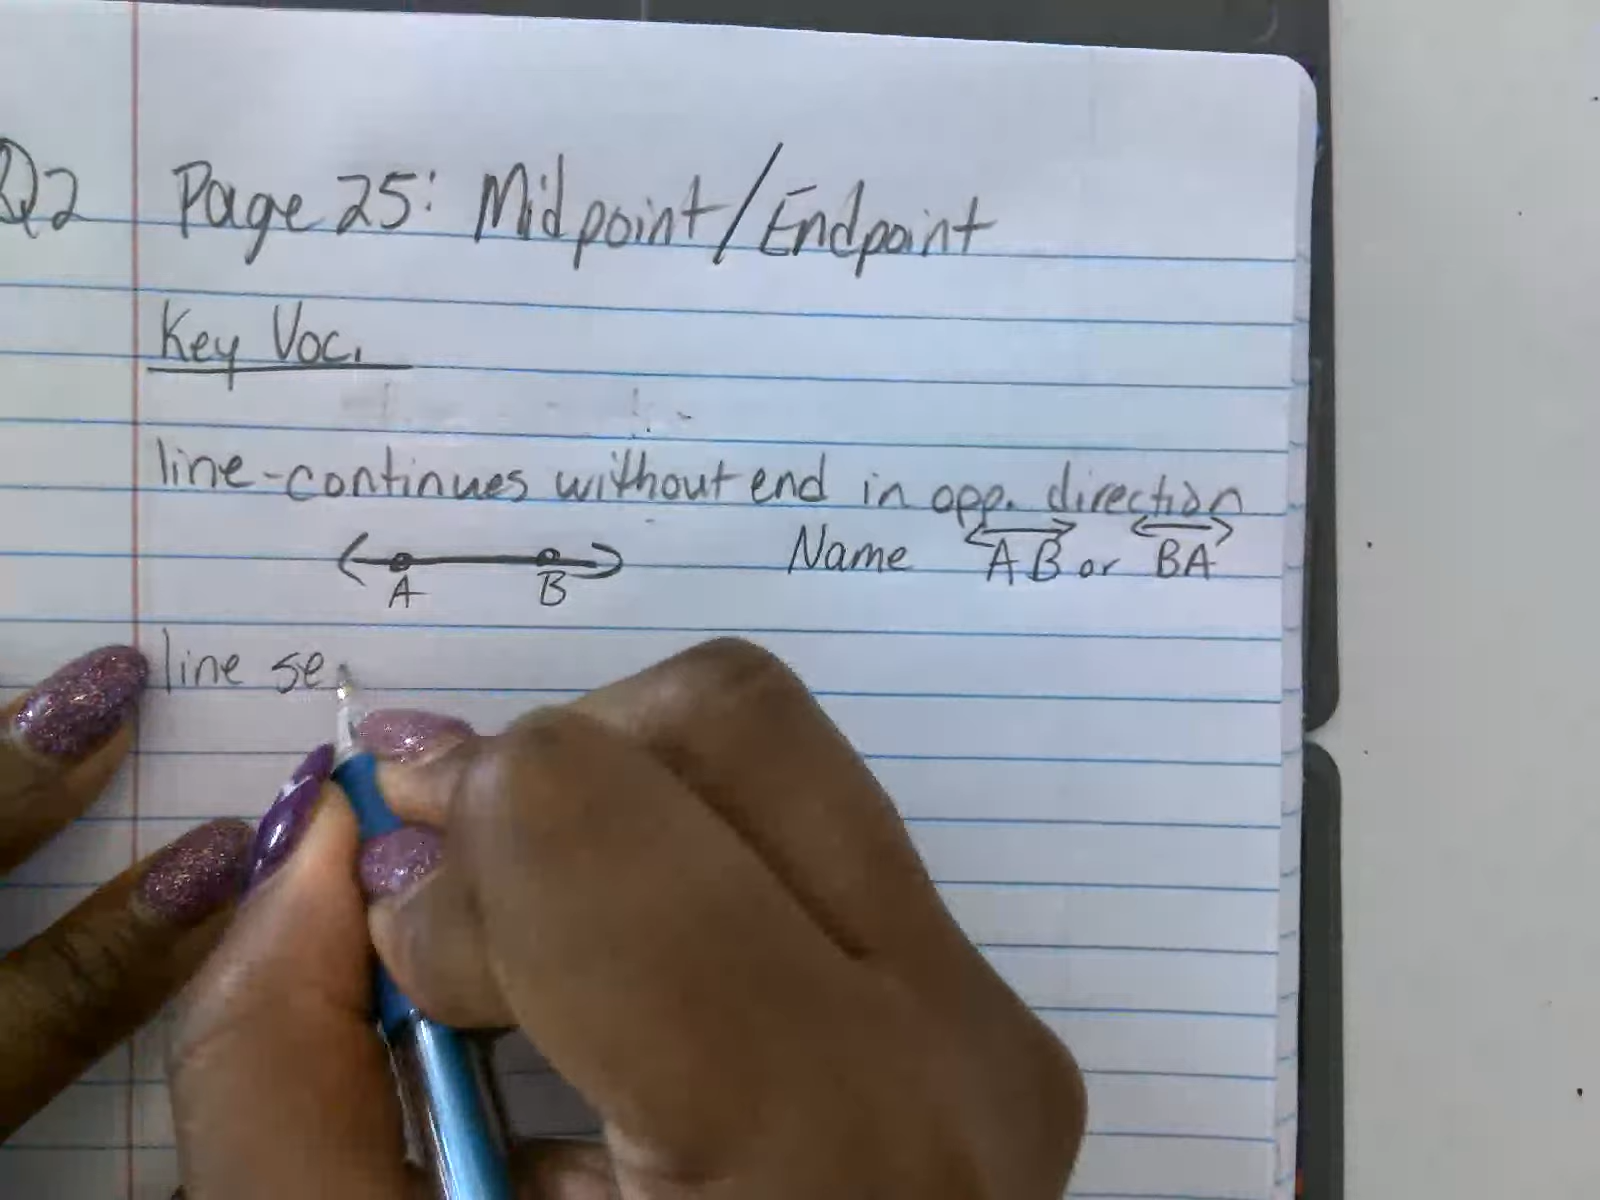 Q2 Page 25: Midpoint/Endpoint
Key Voc.
line-continues without end in opp. direction
Name AB or BA
A B
line se